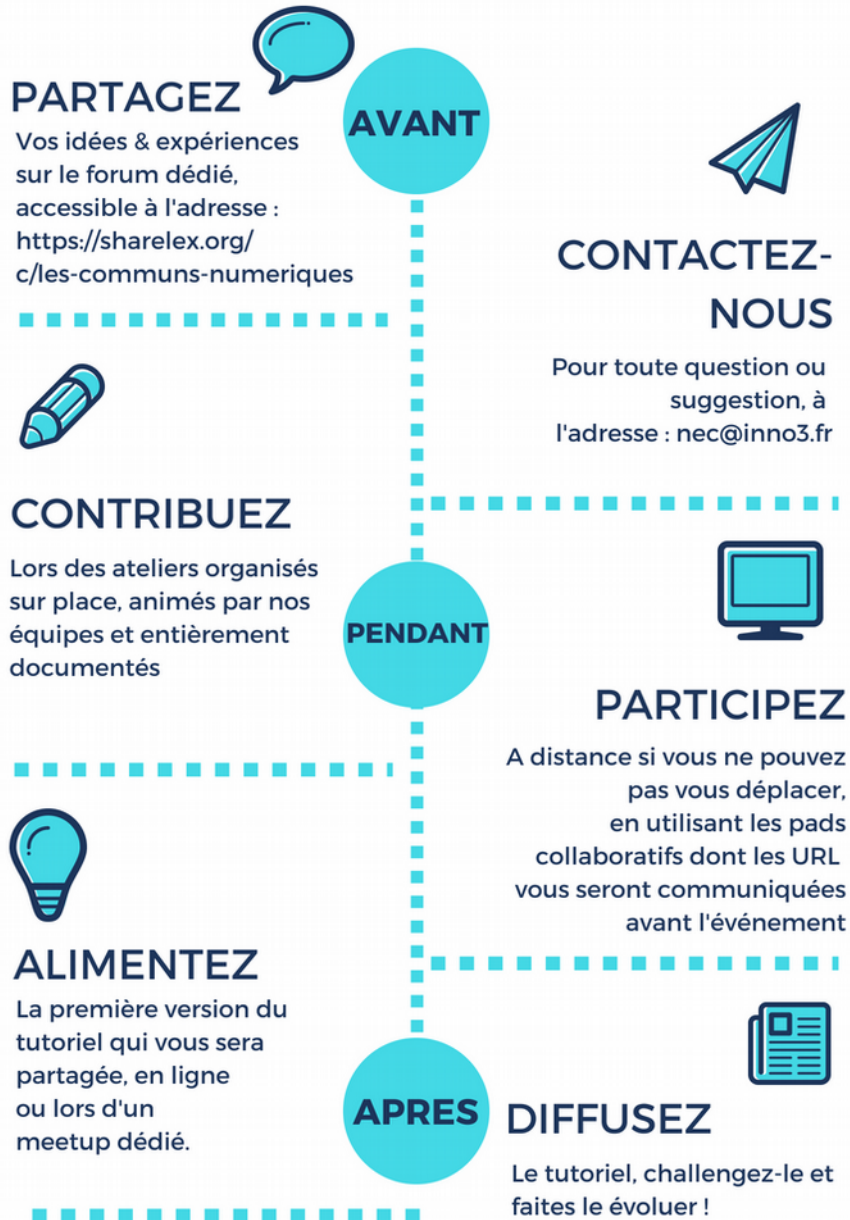 AVANT
PARTAGEZ
Vos idées & expériences
sur le forum dédié,
accessible à l'adresse :
https://sharelex.org/
c/les-communs-numeriques
CONTACTEZ-
NOUS
Pour toute question ou
suggestion, à
l'adresse : nec@inno3.fr
PENDANT
CONTRIBUEZ
Lors des ateliers organisés
sur place, animés par nos
équipes et entièrement
documentés
PARTICIPEZ
A distance si vous ne pouvez
pas vous déplacer,
en utilisant les pads
collaboratifs dont les URL
vous seront communiquées
avant l'événement
APRES
ALIMENTEZ
La première version du
tutoriel qui vous sera
partagée, en ligne
ou lors d'un
meetup dédié.
DIFFUSEZ
Le tutoriel, challengez-le et
faites le évoluer !